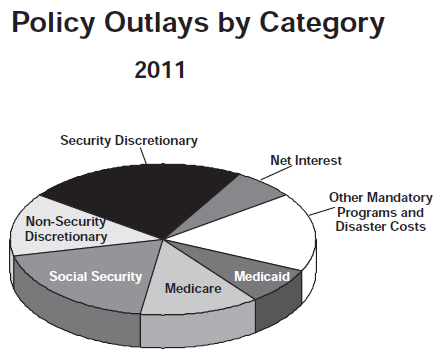 Policy Outlays by Category
2011
Security Discretionary
Net Interest
Other Mandatory
Programs and
Disaster Costs
Non-Security
Discretionary
Social Security
Medicare
Medicaid